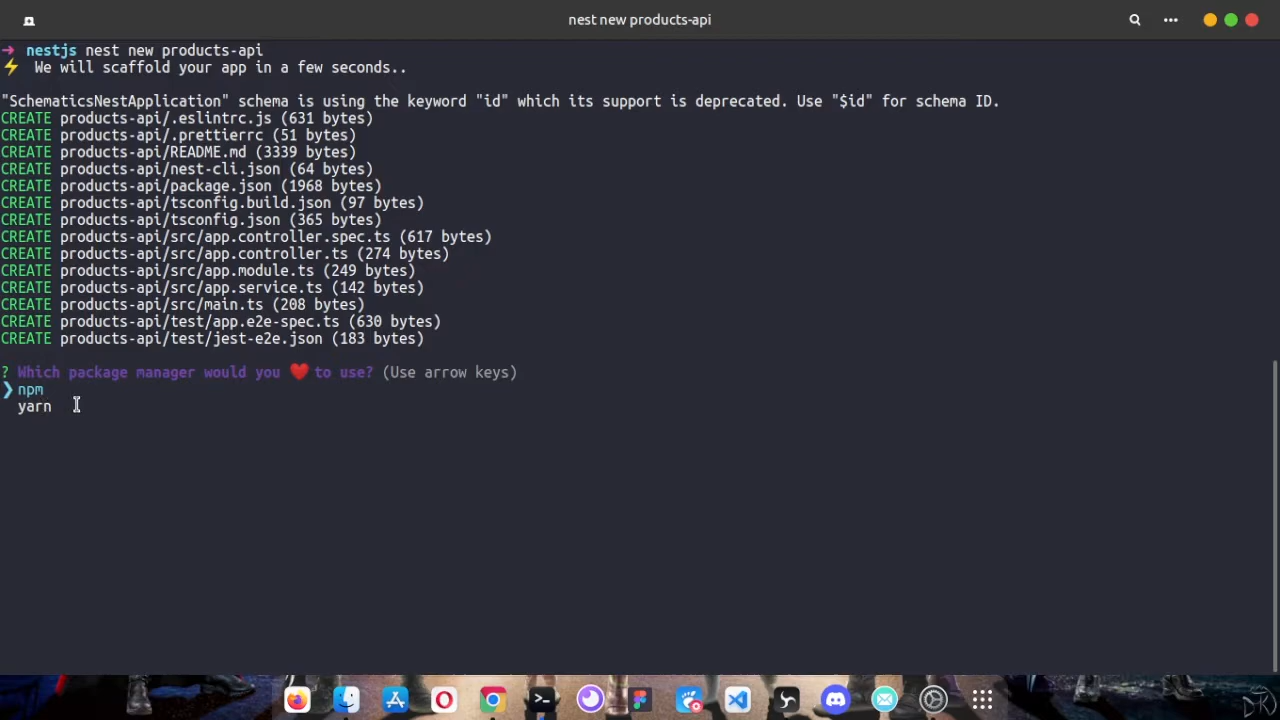 nest new products-api
→ nestjs nest new products-api
⚡ We will scaffold your app in a few seconds..
"SchematicsNestApplication" schema is using the keyword "id" which its support is deprecated. Use "$id" for schema ID.
CREATE products-api/.eslintrc.js (631 bytes)
CREATE products-api/.prettierrc (51 bytes)
CREATE products-api/README.md (3339 bytes)
CREATE products-api/nest-cli.json (64 bytes)
CREATE products-api/package.json (1968 bytes)
CREATE products-api/tsconfig.build.json (97 bytes)
CREATE products-api/tsconfig.json (365 bytes)
CREATE products-api/src/app.controller.spec.ts (617 bytes)
CREATE products-api/src/app.controller.ts (274 bytes)
CREATE products-api/src/app.module.ts (249 bytes)
CREATE products-api/src/app.service.ts (142 bytes)
CREATE products-api/src/main.ts (208 bytes)
CREATE products-api/test/app.e2e-spec.ts (630 bytes)
CREATE products-api/test/jest-e2e.json (183 bytes)
? Which package manager would you ❤️ to use? (Use arrow keys)
❯ npm
yarn